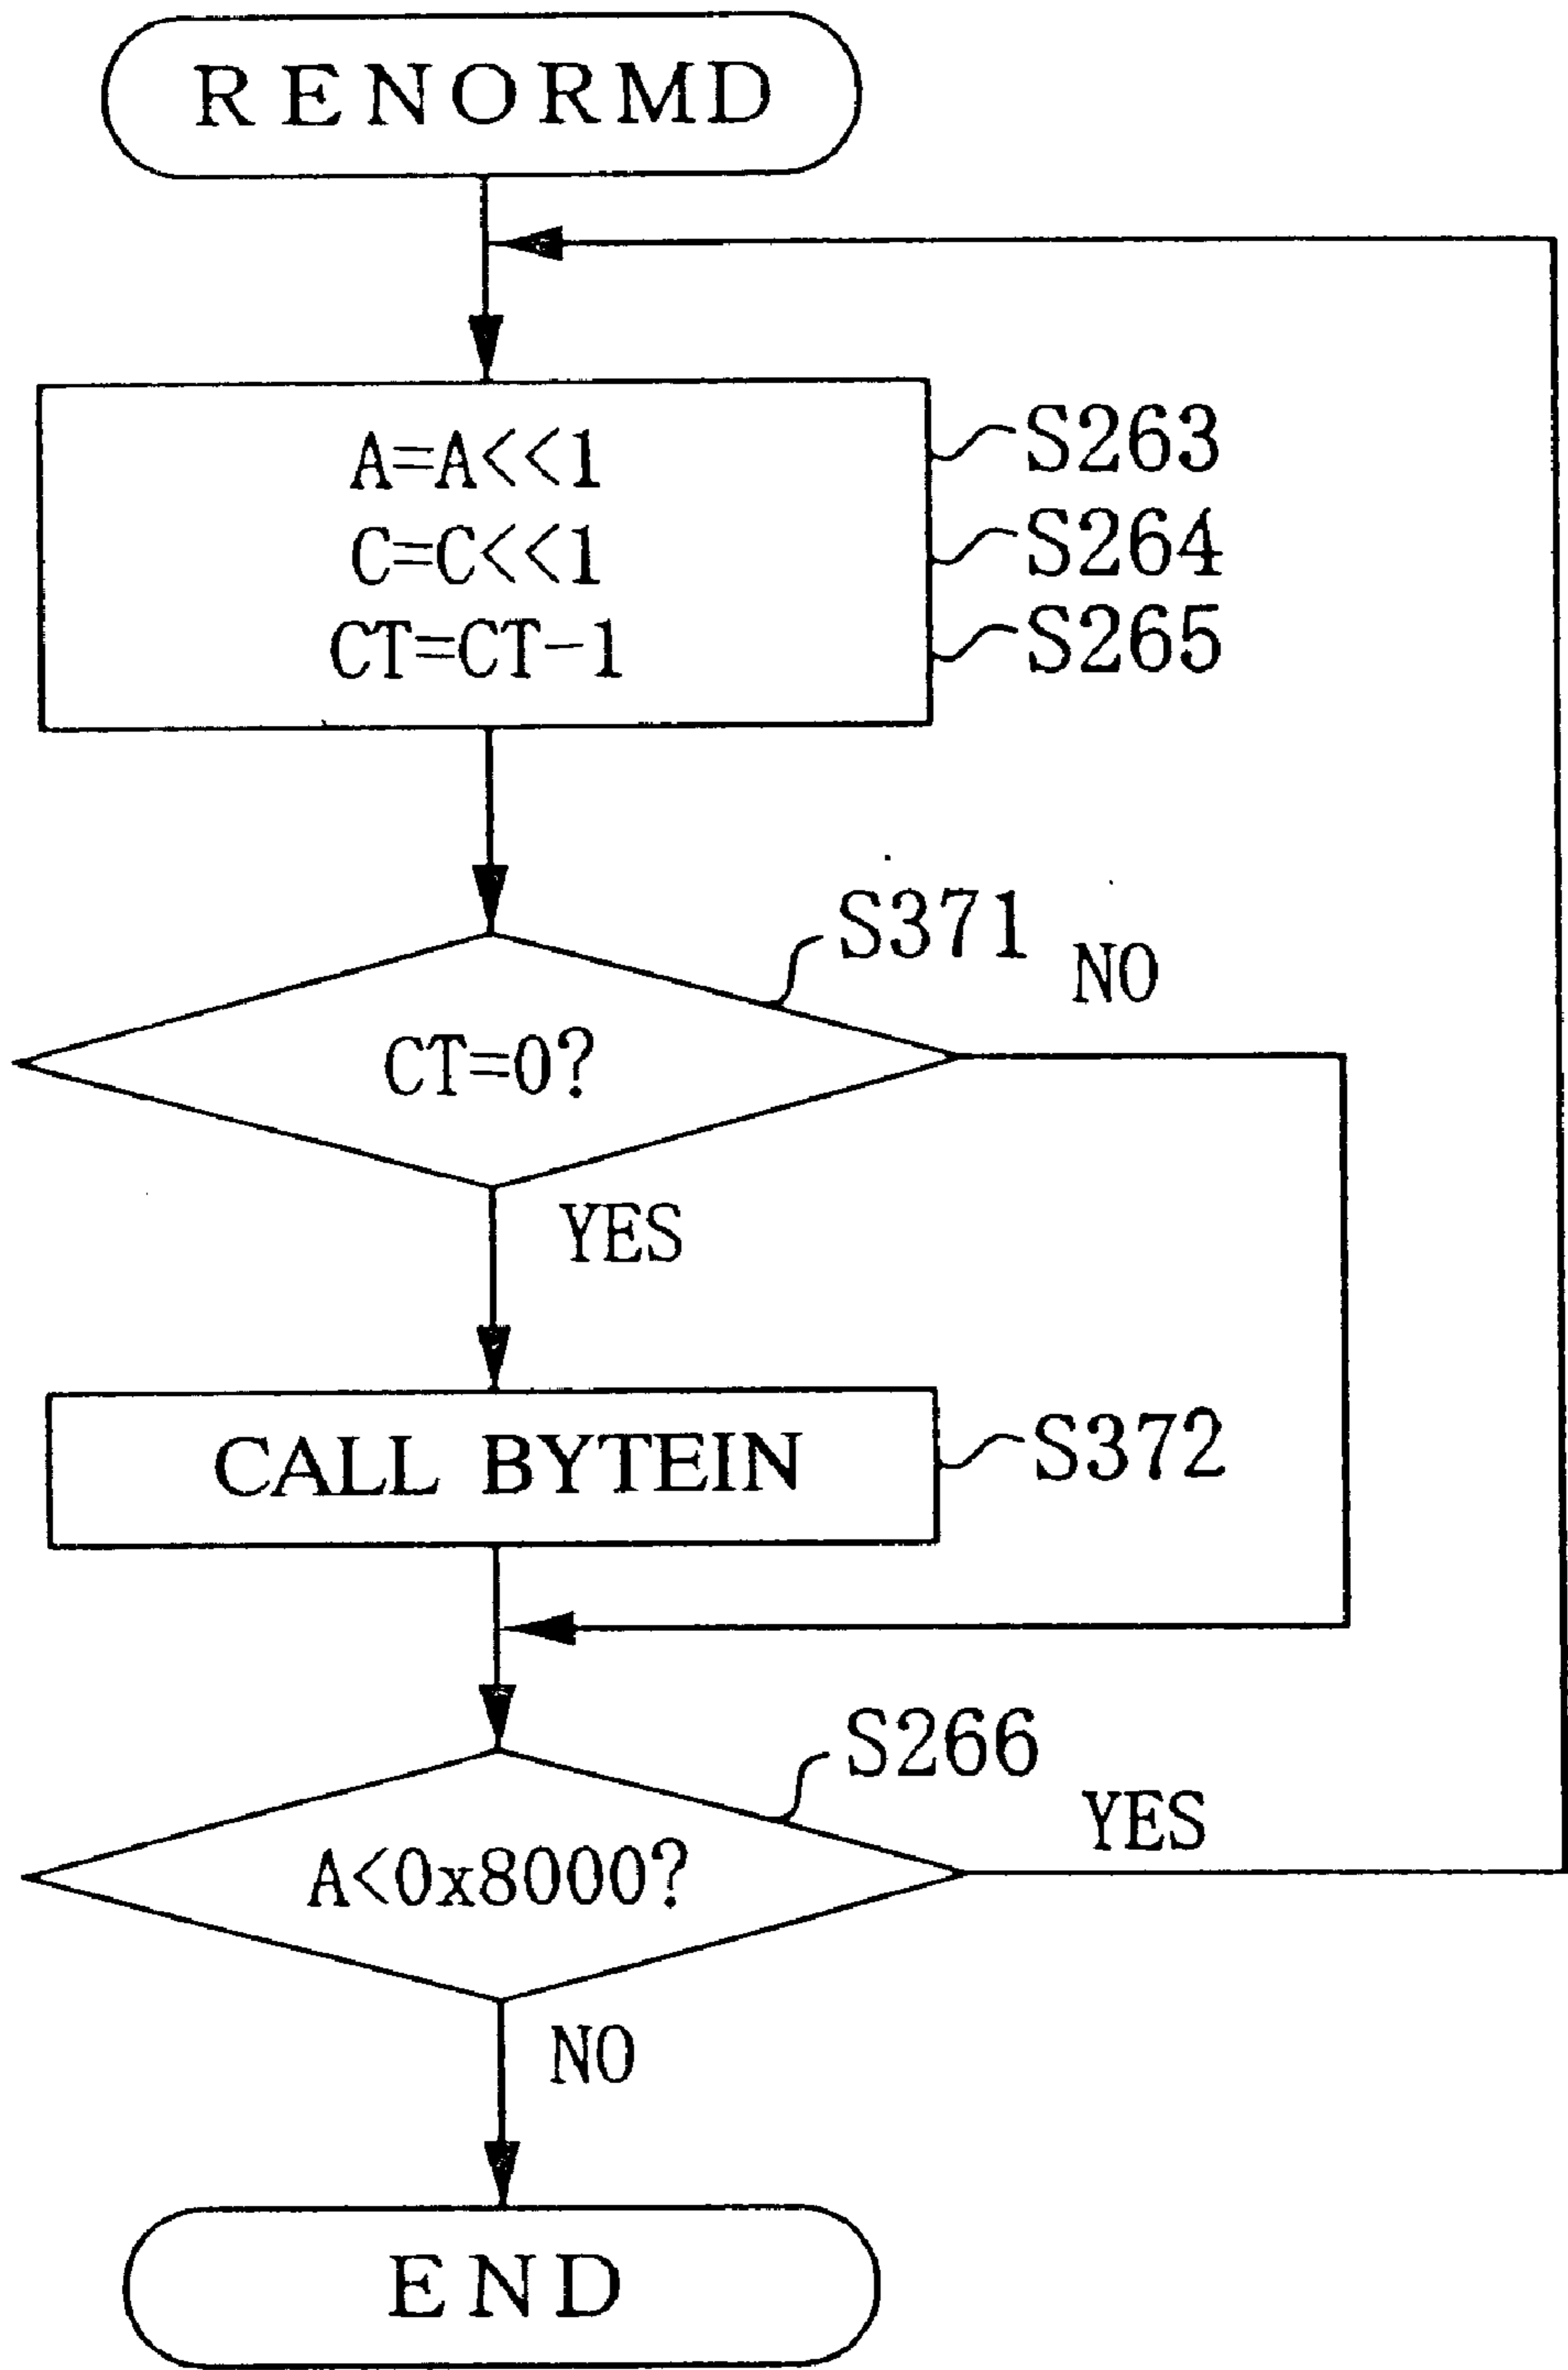 RENORMD
A=A<<1
S263
C=C<<1
S264
CT=CT-1
S265
S371
NO
CT=0?
YES
CALL BYTEIN
S372
S266
YES
A<0x8000?
NO
END